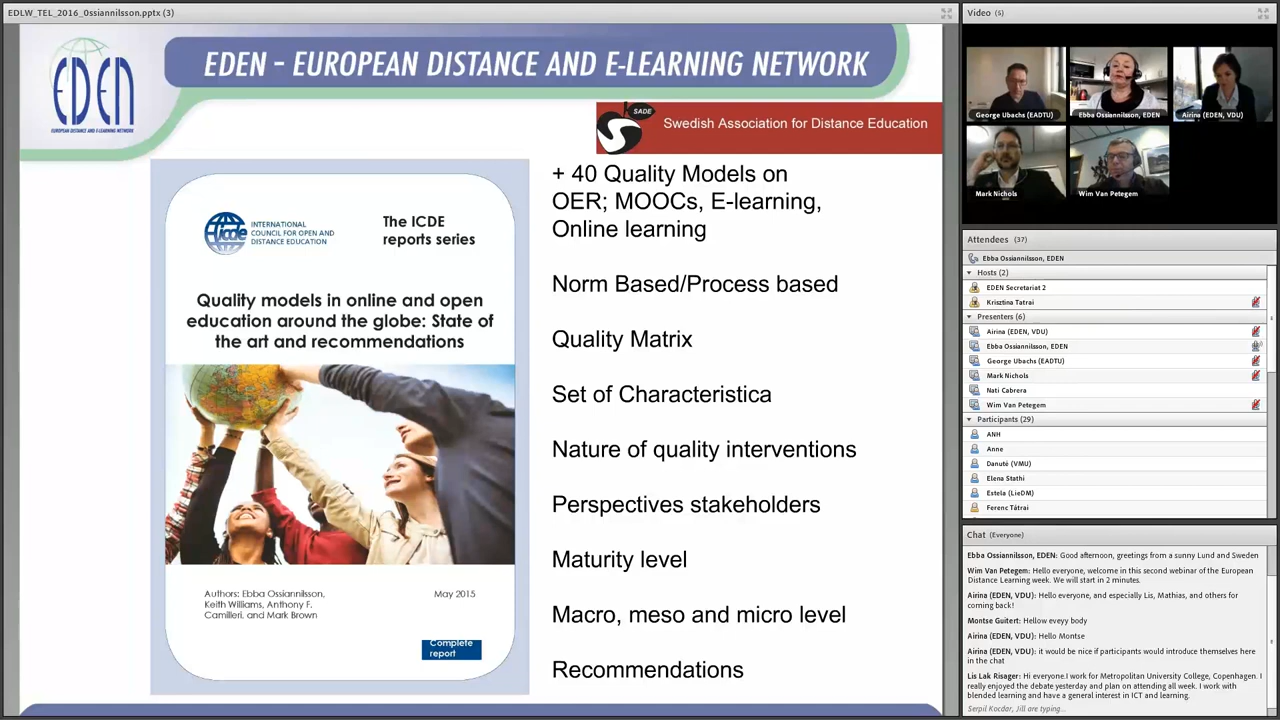 EDLW_TEL_2016_Ossiannilsson.pptx (3)
EDEN
EUROPEAN DISTANCE AND E-LEARNING NETWORK
EDEN - EUROPEAN DISTANCE AND E-LEARNING NETWORK
SADE
Swedish Association for Distance Education
icde
INTERNATIONAL
COUNCIL FOR OPEN AND
DISTANCE EDUCATION
The ICDE
reports series
Quality models in online and open
education around the globe: State of
the art and recommendations
Authors: Ebba Ossiannilsson,
Keith Williams, Anthony F.
Camilleri, and Mark Brown
May 2015
Complete
report
+ 40 Quality Models on
OER; MOOCs, E-learning,
Online learning
Norm Based/Process based
Quality Matrix
Set of Characteristica
Nature of quality interventions
Perspectives stakeholders
Maturity level
Macro, meso and micro level
Recommendations
Video (5)
George Ubachs (EADTU)
Ebba Ossiannilsson, EDEN
Airina (EDEN, VDU)
Mark Nichols
Wim Van Petegem
Attendees (37)
Ebba Ossiannilsson, EDEN
Hosts (2)
EDEN Secretariat 2
Krisztina Tatrai
Presenters (6)
Airina (EDEN, VDU)
Ebba Ossiannilsson, EDEN
George Ubachs (EADTU)
Mark Nichols
Nati Cabrera
Wim Van Petegem
Participants (29)
ANH
Anne
Danutė (VMU)
Elena Stathi
Estela (LieDM)
Ferenc Tátrai
Chat (Everyone)
Ebba Ossiannilsson, EDEN: Good afternoon, greetings from a sunny Lund and Sweden
Wim Van Petegem: Hello everyone, welcome in this second webinar of the European
Distance Learning week. We will start in 2 minutes.
Airina (EDEN, VDU): Hello everyone, and especially Lis, Mathias, and others for
coming back!
Montse Guitert: Hellow eveyy body
Airina (EDEN, VDU): Hello Montse
Airina (EDEN, VDU): it would be nice if participants would introduce themselves here
in the chat
Lis Lak Risager: Hi everyone.I work for Metropolitan University College, Copenhagen. I
really enjoyed the debate yesterday and plan on attending all week. I work with
blended learning and have a general interest in ICT and learning.
Serpil Kocdar, Jill are typing...